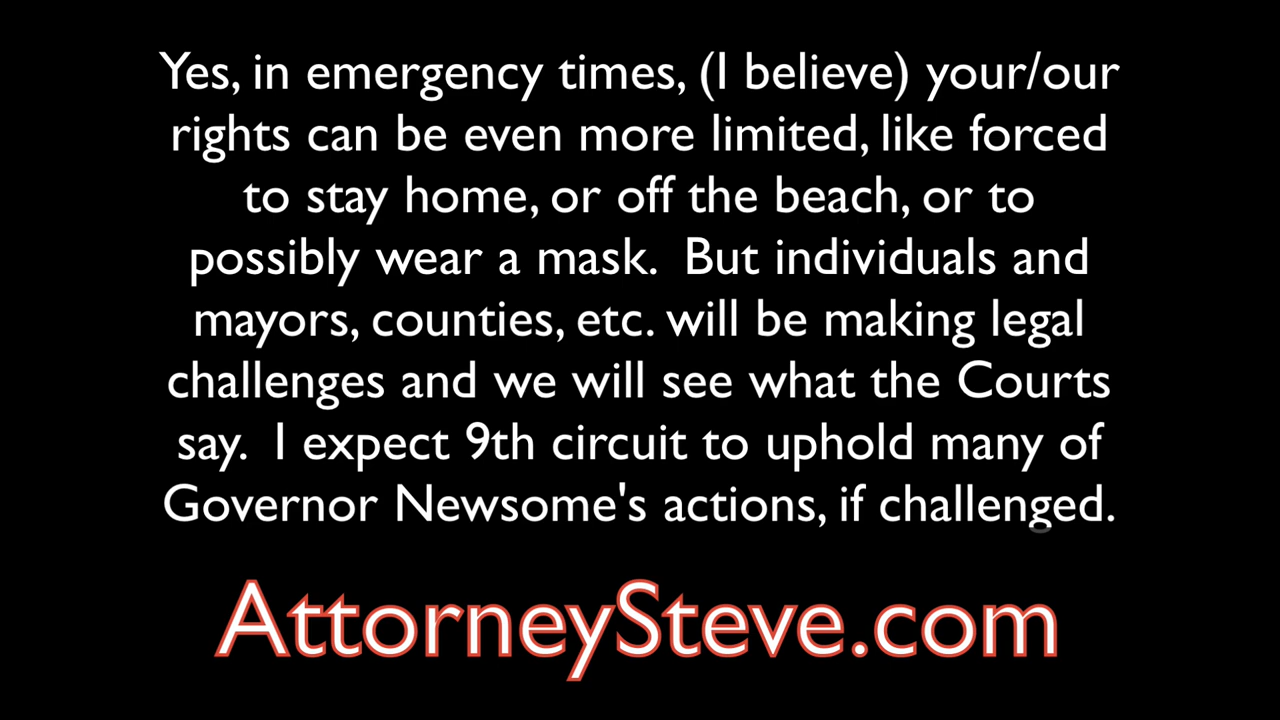 Yes, in emergency times, (I believe) your/our
rights can be even more limited, like forced
to stay home, or off the beach, or to
possibly wear a mask.  But individuals and
mayors, counties, etc. will be making legal
challenges and we will see what the Courts
say.  I expect 9th circuit to uphold many of
Governor Newsome's actions, if challenged.
AttorneySteve.com